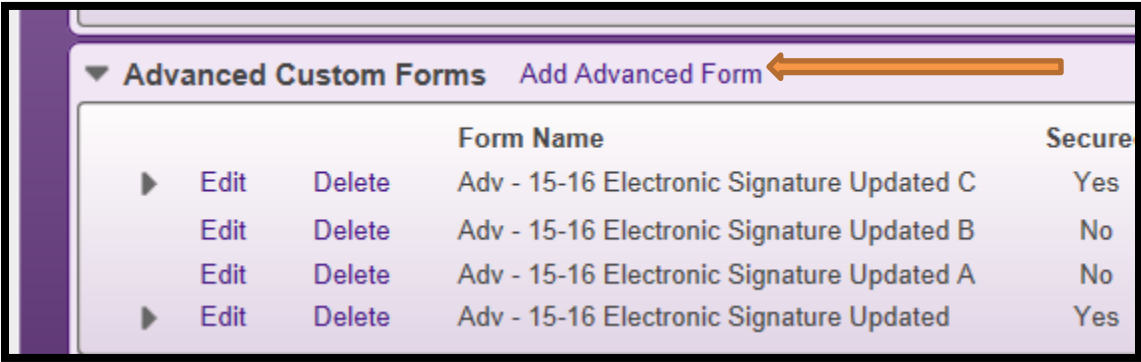 Advanced Custom Forms Add Advanced Form
Form Name Secure
Edit Delete Adv - 15-16 Electronic Signature Updated C Yes
Edit Delete Adv - 15-16 Electronic Signature Updated B No
Edit Delete Adv - 15-16 Electronic Signature Updated A No
Edit Delete Adv - 15-16 Electronic Signature Updated Yes